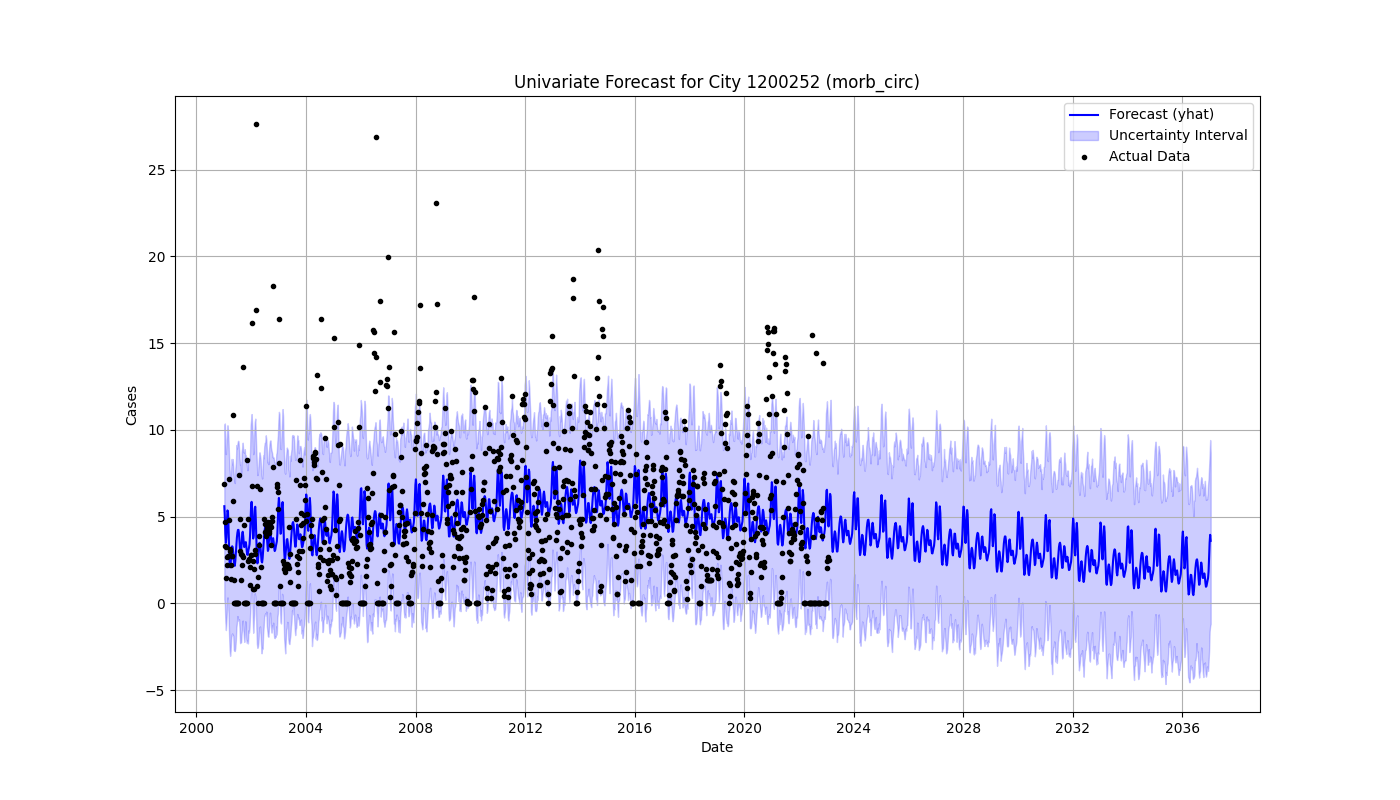 Univariate Forecast for City 1200252 (morb_circ)
Forecast (yhat)
Uncertainty Interval
Actual Data
25
20
15
10
5
0
−5
Cases
2000 2004 2008 2012 2016 2020 2024 2028 2032 2036
Date